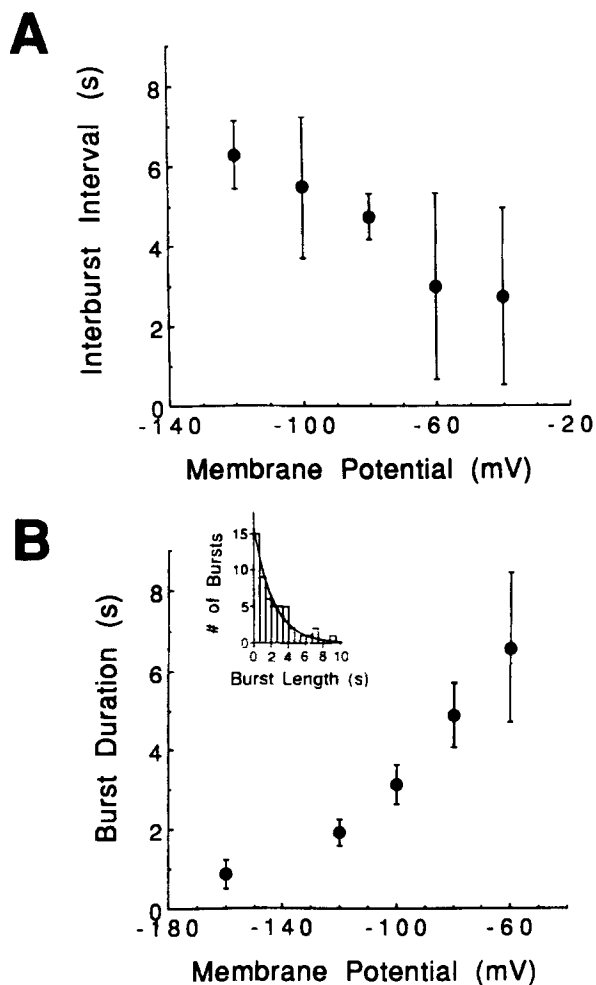 A
Interburst Interval (s)
8
6
4
2
0
-140 -100 -60 -20
Membrane Potential (mV)
B
Burst Duration (s)
8
6
4
2
0
# of Bursts
15
10
5
0
0 2 4 6 8 10
Burst Length (s)
-180 -140 -100 -60
Membrane Potential (mV)